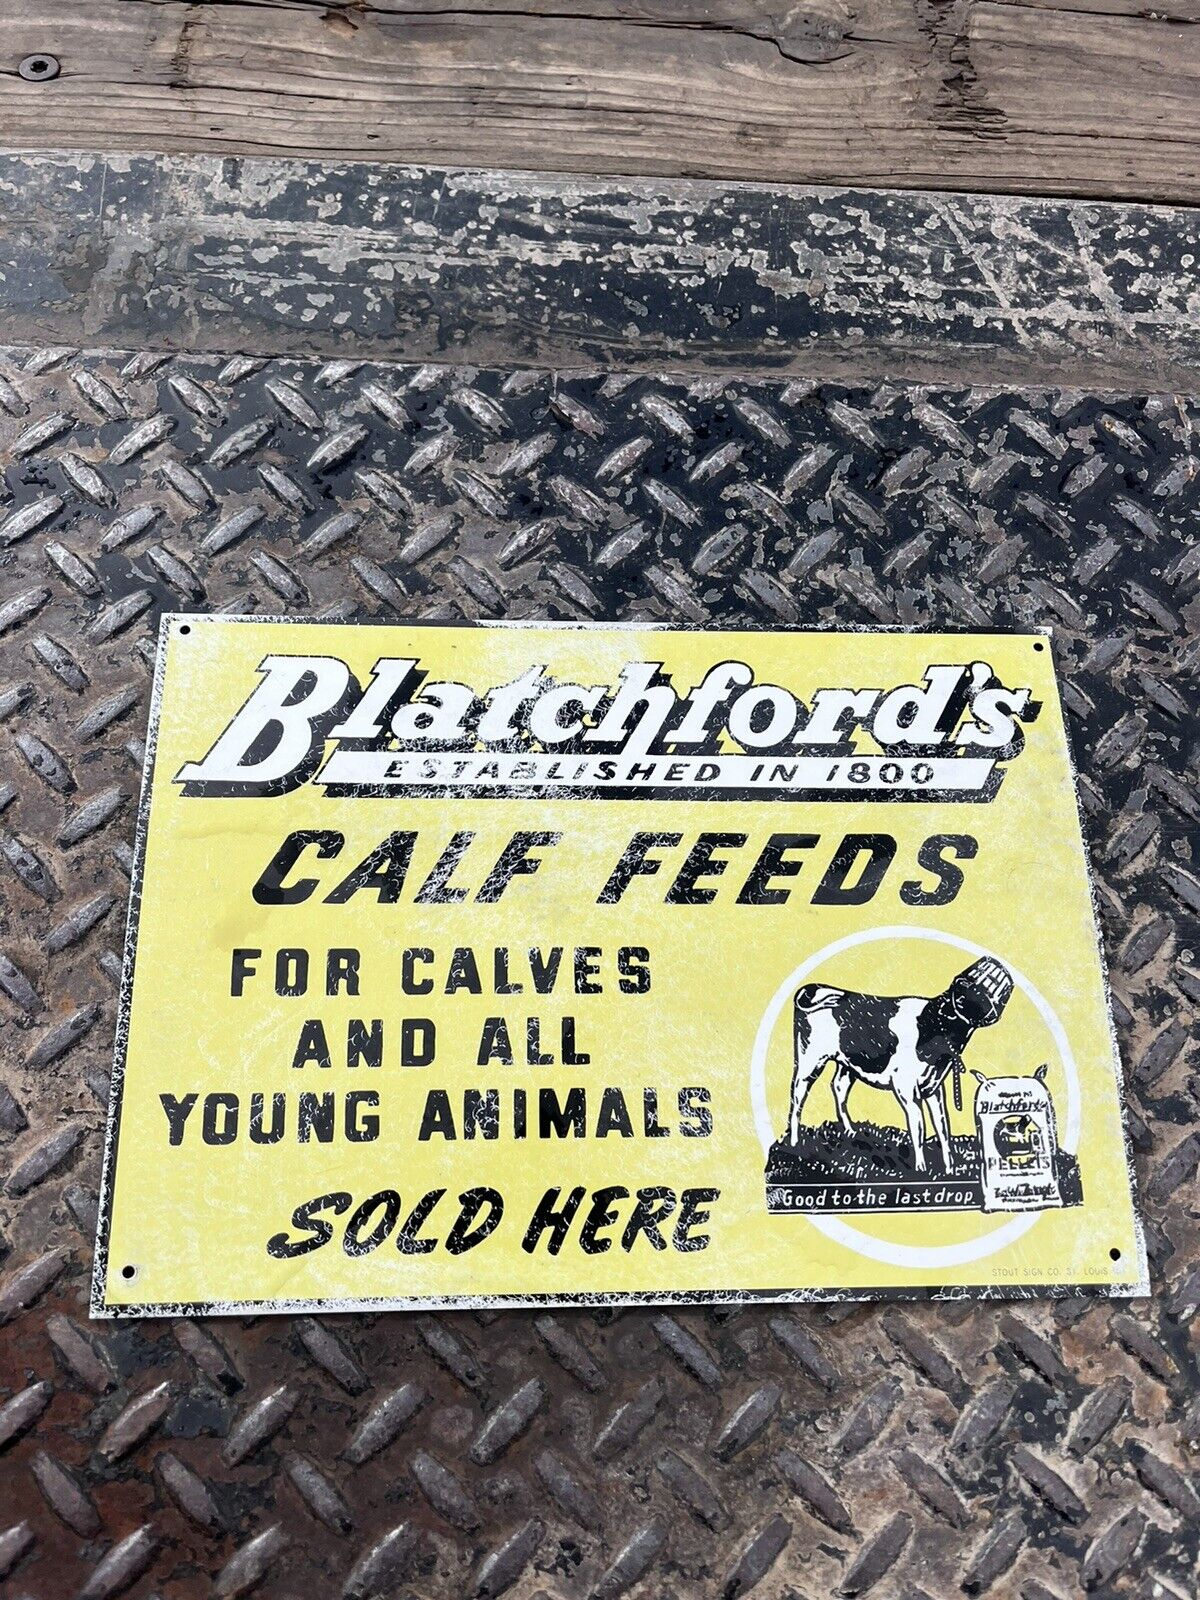 Blatchford's
ESTABLISHED IN 1800
CALF FEEDS
FOR CALVES
AND ALL
YOUNG ANIMALS
SOLD HERE
Blatchford's
PELLETS
Good to the last drop
STOUT SIGN CO. ST. LOUIS